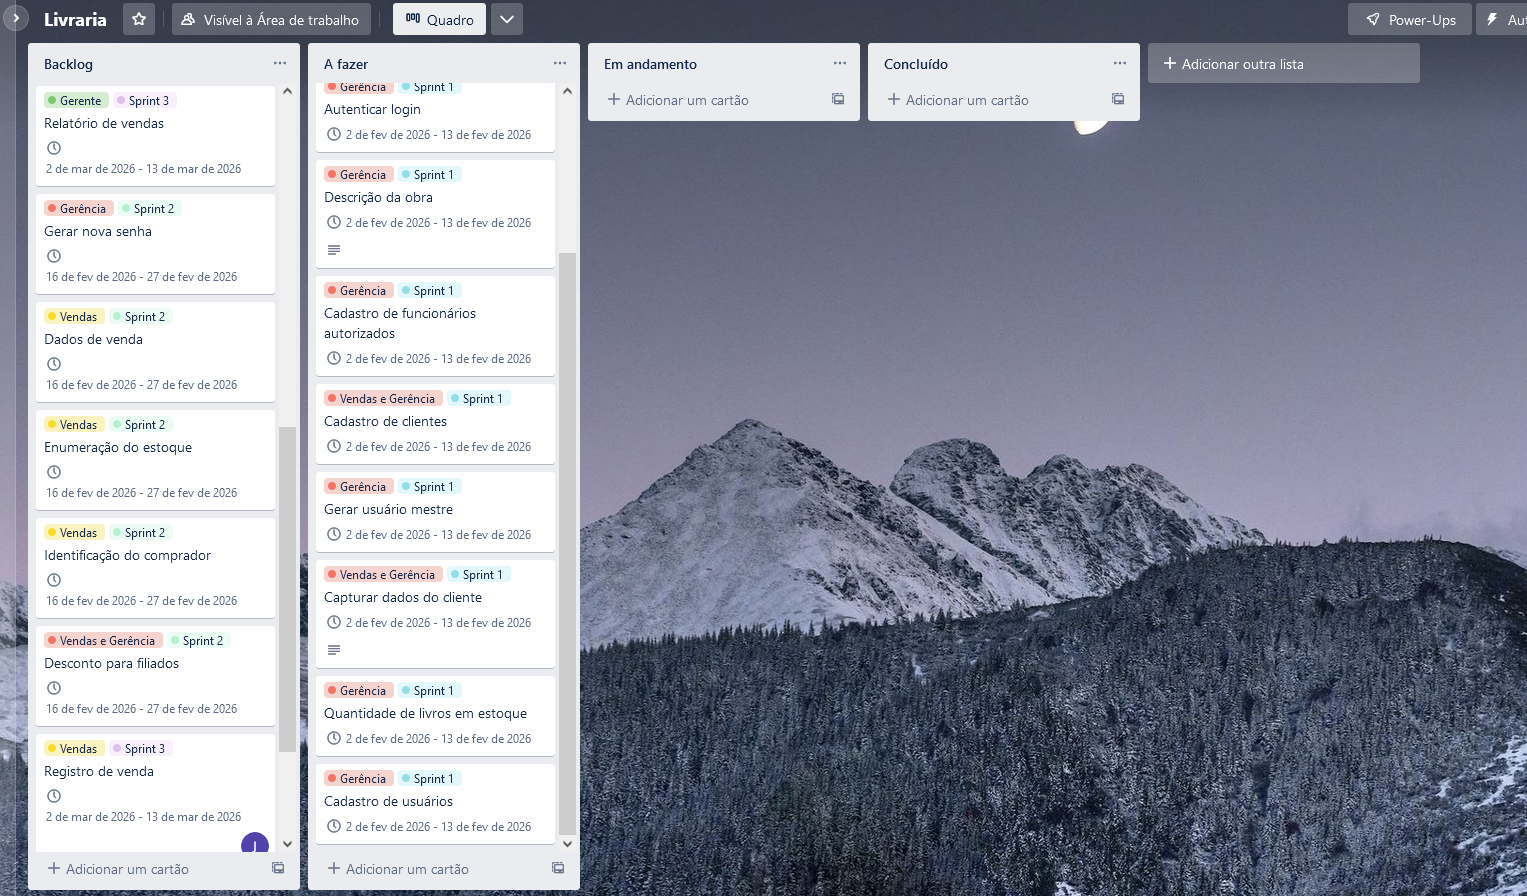 Livraria
Visível à Área de trabalho
Quadro
Power-Ups
Backlog
Gerente Sprint 3
Relatório de vendas
2 de mar de 2026 - 13 de mar de 2026
Gerência Sprint 2
Gerar nova senha
16 de fev de 2026 - 27 de fev de 2026
Vendas Sprint 2
Dados de venda
16 de fev de 2026 - 27 de fev de 2026
Vendas Sprint 2
Enumeração do estoque
16 de fev de 2026 - 27 de fev de 2026
Vendas Sprint 2
Identificação do comprador
16 de fev de 2026 - 27 de fev de 2026
Vendas e Gerência Sprint 2
Desconto para filiados
16 de fev de 2026 - 27 de fev de 2026
Vendas Sprint 3
Registro de venda
2 de mar de 2026 - 13 de mar de 2026
Adicionar um cartão
A fazer
Gerência Sprint 1
Autenticar login
2 de fev de 2026 - 13 de fev de 2026
Gerência Sprint 1
Descrição da obra
2 de fev de 2026 - 13 de fev de 2026
Gerência Sprint 1
Cadastro de funcionários
autorizados
2 de fev de 2026 - 13 fev de 2026
Vendas e Gerência Sprint 1
Cadastro de clientes
2 de fev de 2026 - 13 fev de 2026
Gerência Sprint 1
Gerar usuário mestre
2 de fev de 2026 - 13 fev de 2026
Vendas e Gerência Sprint 1
Capturar dados do cliente
2 de fev de 2026 - 13 fev de 2026
Gerência Sprint 1
Quantidade de livros em estoque
2 de fev de 2026 - 13 fev de 2026
Gerência Sprint 1
Cadastro de usuários
2 de fev de 2026 - 13 fev de 2026
Adicionar um cartão
Em andamento
Adicionar um cartão
Concluído
Adicionar um cartão
Adicionar outra lista